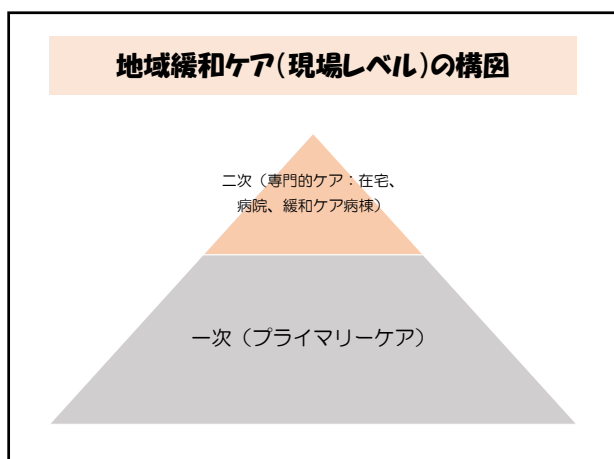 地域緩和ケア(現場レベル)の構図
二次（専門的ケア：在宅、
病院、緩和ケア病棟）
一次（プライマリーケア）